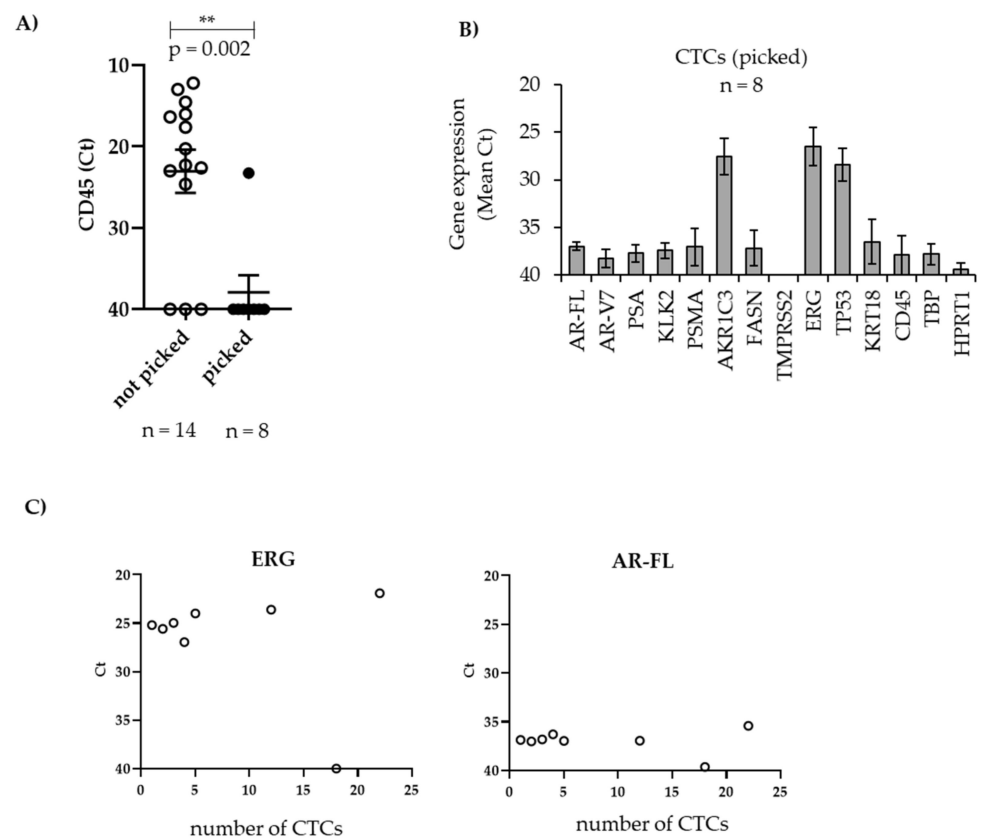 A)
**
p = 0.002
10
20
30
40
CD45 (Ct)
not picked
picked
n = 14
n = 8
B)
CTCs (picked)
n = 8
Gene expression
(Mean Ct)
20
25
30
35
40
AR-FL
AR-V7
PSA
KLK2
PSMA
AKR1C3
FASN
TMPRSS2
ERG
TP53
KRT18
CD45
TBP
HPRT1
C)
ERG
20
25
30
35
40
Ct
0
5
10
15
20
25
number of CTCs
AR-FL
20
25
30
35
40
Ct
0
5
10
15
20
25
number of CTCs